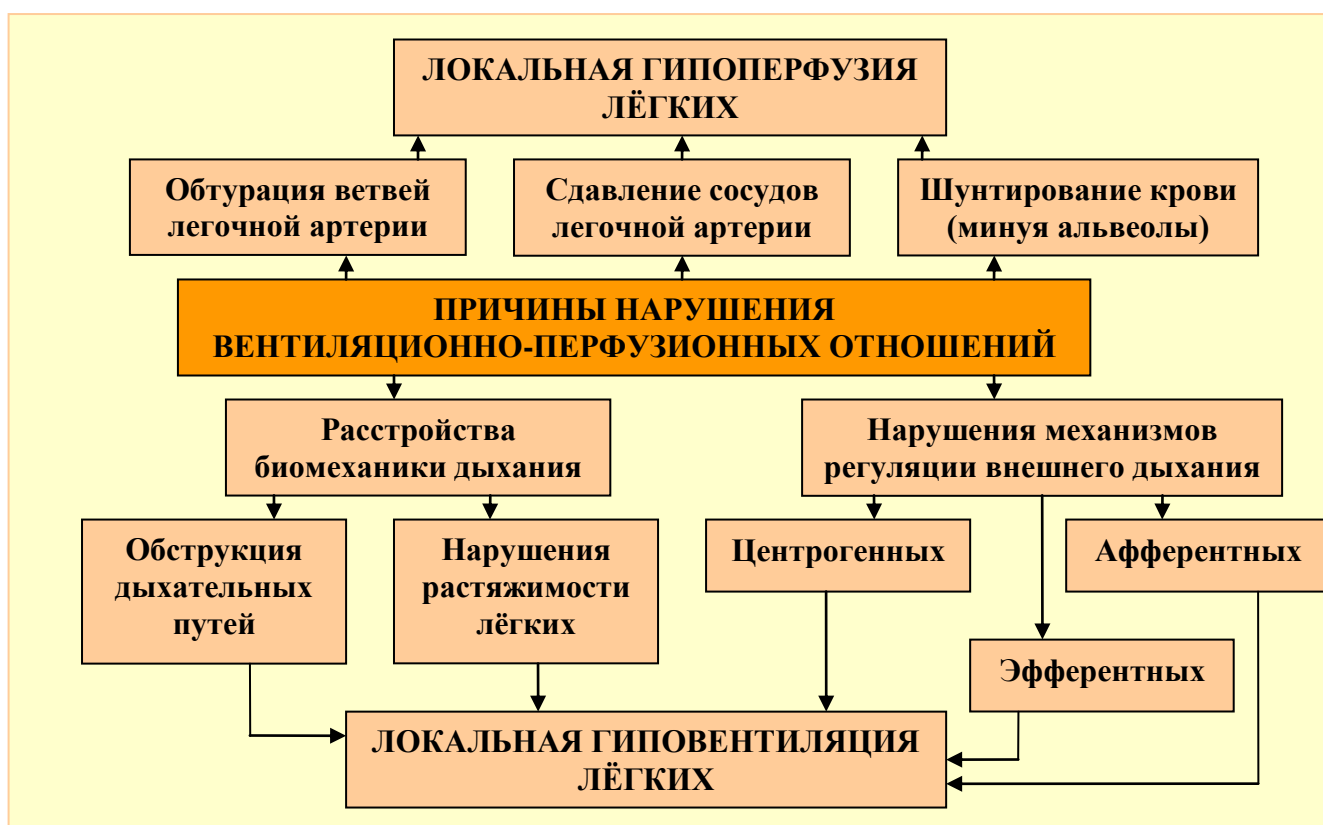 ЛОКАЛЬНАЯ ГИПОПЕРФУЗИЯ
ЛЁГКИХ
Обтурация ветвей
легочной артерии
Сдавление сосудов
легочной артерии
Шунтирование крови
(минуя альвеолы)
ПРИЧИНЫ НАРУШЕНИЯ
ВЕНТИЛЯЦИОННО-ПЕРФУЗИОННЫХ ОТНОШЕНИЙ
Расстройства
биомеханики дыхания
Нарушения механизмов
регуляции внешнего дыхания
Обструкция
дыхательных
путей
Нарушения
растяжимости
лёгких
Центрогенных
Афферентных
Эфферентных
ЛОКАЛЬНАЯ ГИПОВЕНТИЛЯЦИЯ
ЛЁГКИХ